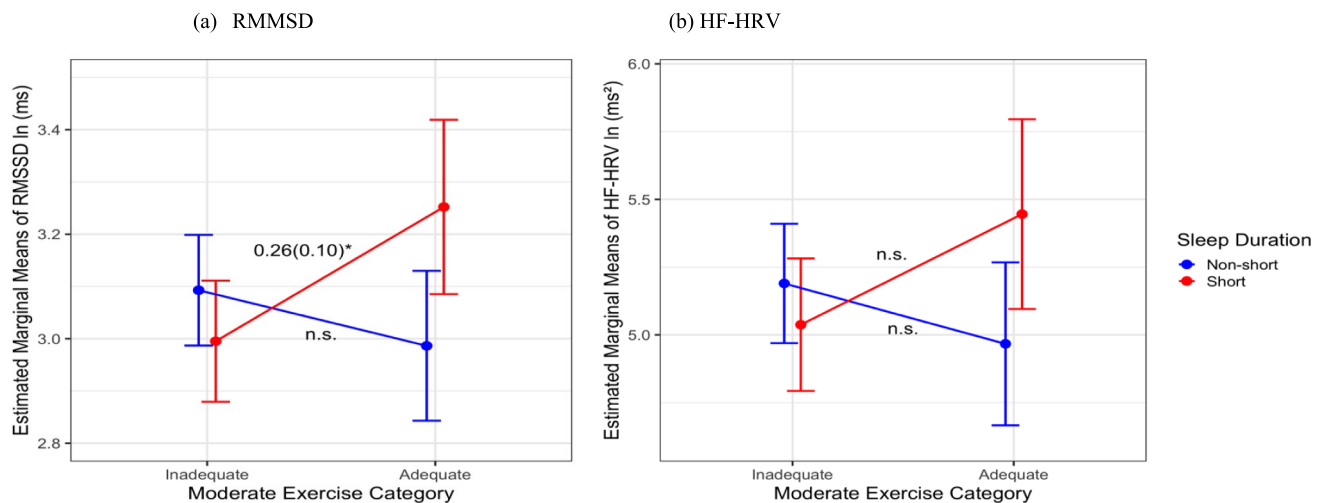 (a) RMMSD
Estimated Marginal Means of RMSSD ln (ms)
3.4
3.2
3.0
2.8
0.26(0.10)*
n.s.
Inadequate
Adequate
Moderate Exercise Category
(b) HF-HRV
Estimated Marginal Means of HF-HRV ln (ms²)
6.0
5.5
5.0
n.s.
n.s.
Inadequate
Adequate
Moderate Exercise Category
Sleep Duration
Non-short
Short